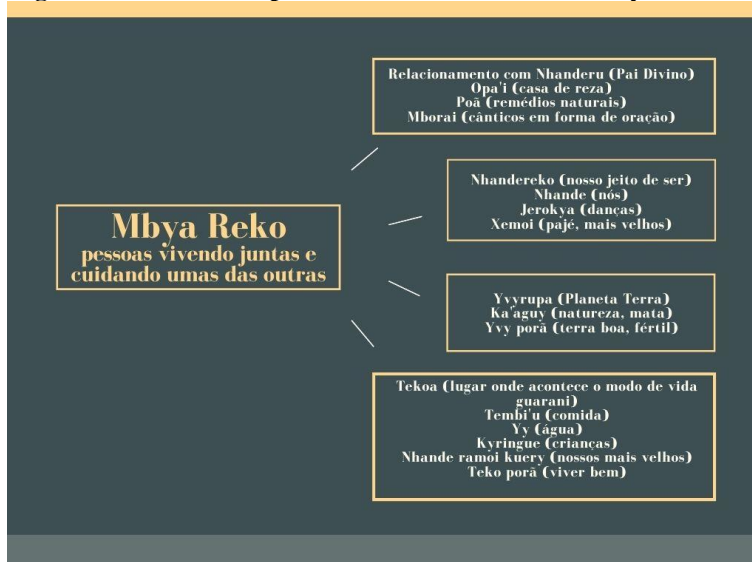 Mbya Reko
pessoas vivendo juntas e
cuidando umas das outras
Relacionamento com Nhanderu (Pai Divino)
Opa'i (casa de reza)
Poã (remédios naturais)
Mborai (cânticos em forma de oração)
Nhandereko (nosso jeito de ser)
Nhande (nós)
Jerokya (danças)
Xemoi (pajé, mais velhos)
Yvyrupa (Planeta Terra)
Ka'aguy (natureza, mata)
Yvy porã (terra boa, fértil)
Tekoa (lugar onde acontece o modo de vida
guarani)
Tembi'u (comida)
Yy (água)
Kyringue (crianças)
Nhande ramoi kuery (nossos mais velhos)
Teko porã (viver bem)